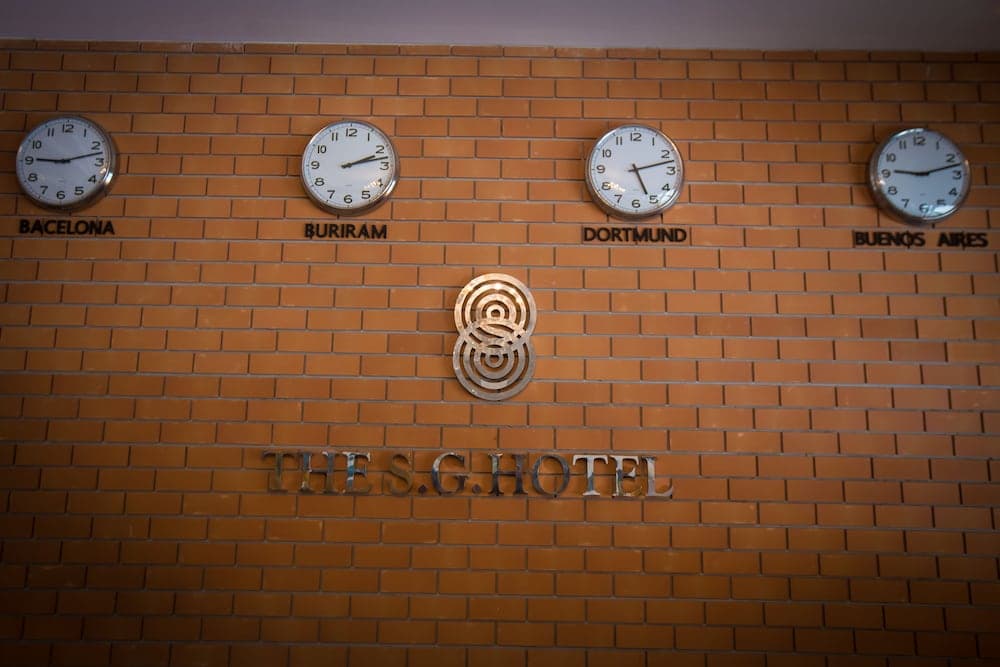 BACELONA
BURIRAM
DORTMUND
BUENOS AIRES
THE S.G.HOTEL